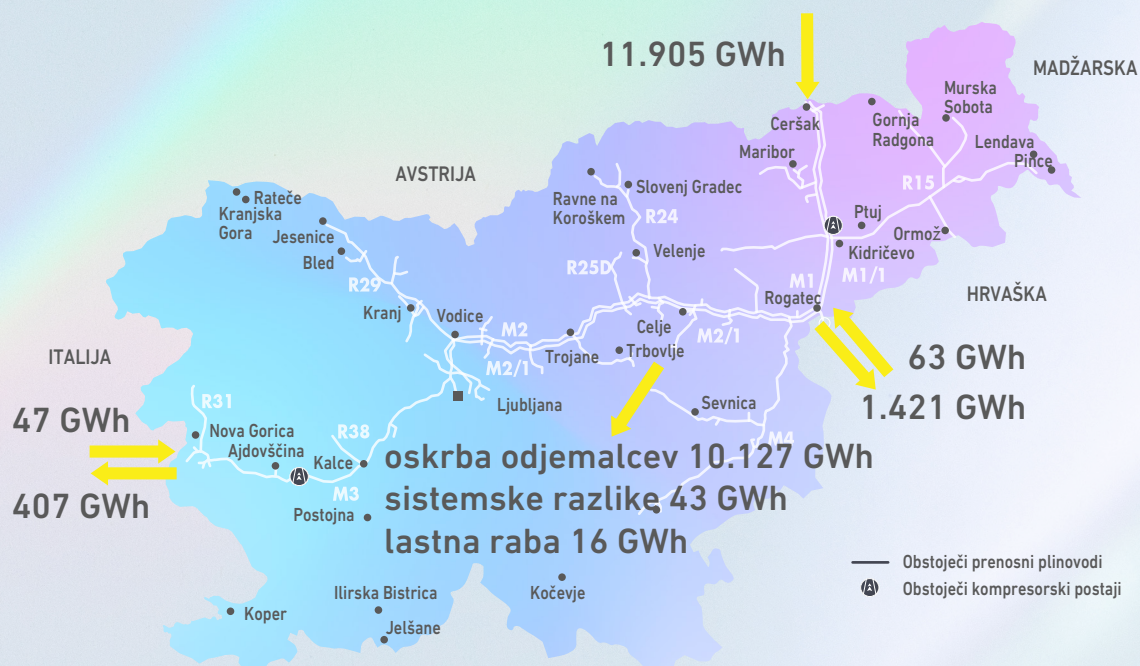 11.905 GWh
MADŽARSKA
Murska
Sobota
Ceršak
Gornja
Radgona
Lendava
Pince
Maribor
AVSTRIJA
R15
Rateče
Kranjska
Gora
Ravne na
Koroškem
Slovenj Gradec
R24
Ptuj
Ormož
Jesenice
Bled
Velenje
Kidričevo
R25D
R29
M1
M1/1
Rogatec
HRVAŠKA
Kranj
Vodice
M2
Celje
M2/1
ITALIJA
Trojane
Trbovlje
M2/1
63 GWh
R31
Ljubljana
Sevnica
1.421 GWh
47 GWh
Nova Gorica
Ajdovščina
R38
Kalce
M4
oskrba odjemalcev 10.127 GWh
407 GWh
M3
sistemske razlike 43 GWh
Postojna
lastna raba 16 GWh
Obstoječi prenosni plinovodi
Obstoječi kompresorski postaji
Ilirska Bistrica
Kočevje
Koper
Jelšane